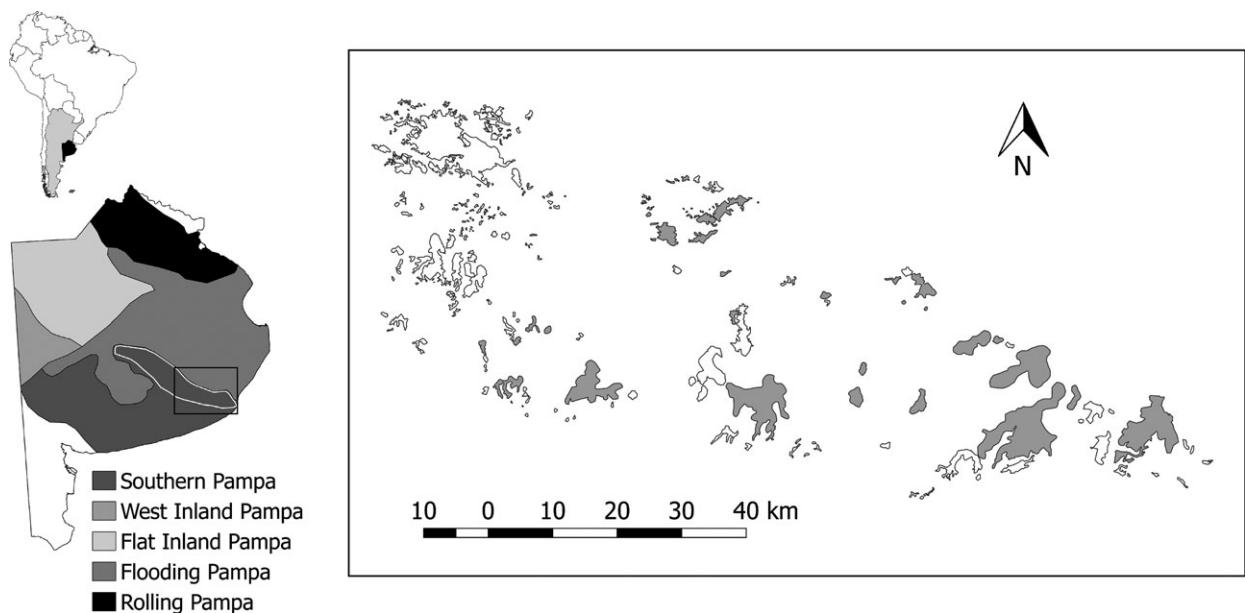 N
10 0 10 20 30 40 km
Southern Pampa
West Inland Pampa
Flat Inland Pampa
Flooding Pampa
Rolling Pampa